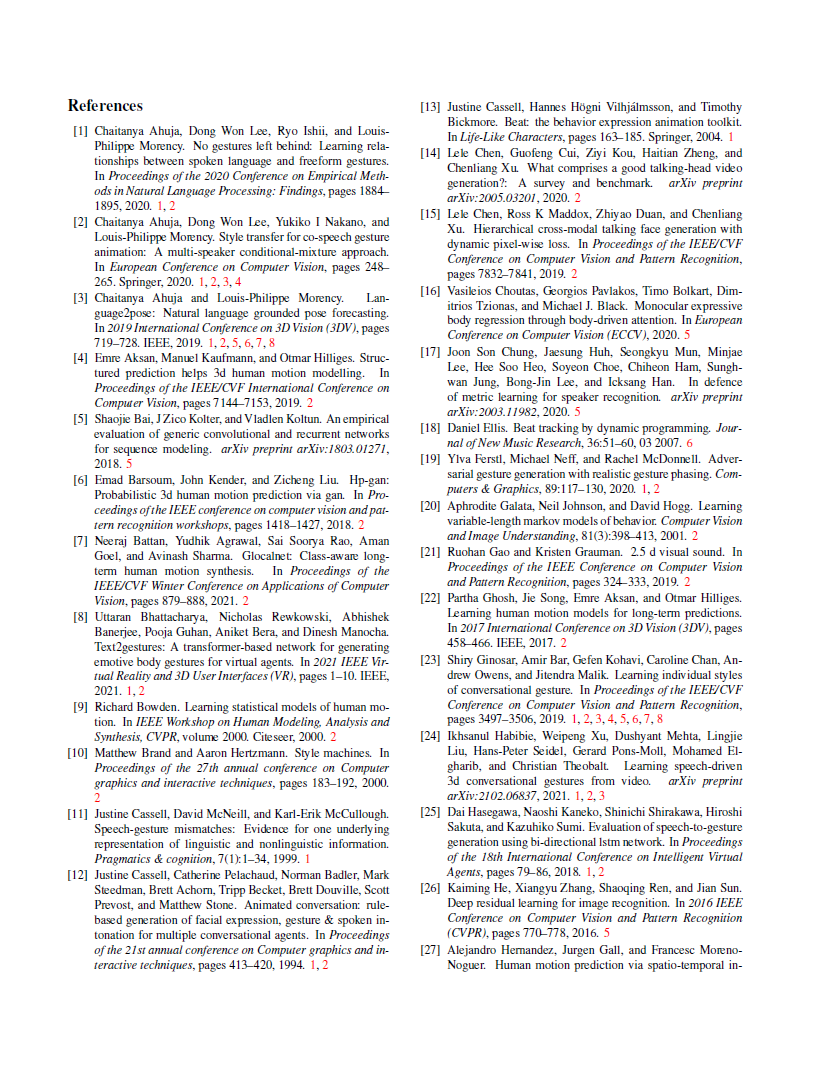 References
[1] Chaitanya Ahuja, Dong Won Lee, Ryo Ishii, and Louis-
Philippe Morency. No gestures left behind: Learning rela-
tionships between spoken language and freeform gestures.
In Proceedings of the 2020 Conference on Empirical Meth-
ods in Natural Language Processing: Findings, pages 1884–
1895, 2020. 1, 2
[2] Chaitanya Ahuja, Dong Won Lee, Yukiko I Nakano, and
Louis-Philippe Morency. Style transfer for co-speech gesture
animation: A multi-speaker conditional-mixture approach.
In European Conference on Computer Vision, pages 248–
265. Springer, 2020. 1, 2, 3, 4
[3] Chaitanya Ahuja and Louis-Philippe Morency. Lan-
guage2pose: Natural language grounded pose forecasting.
In 2019 International Conference on 3D Vision (3DV), pages
719–728. IEEE, 2019. 1, 2, 5, 6, 7, 8
[4] Emre Aksan, Manuel Kaufmann, and Otmar Hilliges. Struc-
tured prediction helps 3d human motion modelling. In
Proceedings of the IEEE/CVF International Conference on
Computer Vision, pages 7144–7153, 2019. 2
[5] Shaojie Bai, J Zico Kolter, and Vladlen Koltun. An empirical
evaluation of generic convolutional and recurrent networks
for sequence modeling. arXiv preprint arXiv:1803.01271,
2018. 5
[6] Emad Barsoum, John Kender, and Zicheng Liu. Hp-gan:
Probabilistic 3d human motion prediction via gan. In Pro-
ceedings of the IEEE conference on computer vision and pat-
tern recognition workshops, pages 1418–1427, 2018. 2
[7] Neeraj Battan, Yudhik Agrawal, Sai Soorya Rao, Aman
Goel, and Avinash Sharma. Glocalnet: Class-aware long-
term human motion synthesis. In Proceedings of the
IEEE/CVF Winter Conference on Applications of Computer
Vision, pages 879–888, 2021. 2
[8] Uttaran Bhattacharya, Nicholas Rewkowski, Abhishek
Banerjee, Pooja Guhan, Aniket Bera, and Dinesh Manocha.
Text2gestures: A transformer-based network for generating
emotive body gestures for virtual agents. In 2021 IEEE Vir-
tual Reality and 3D User Interfaces (VR), pages 1–10. IEEE,
2021. 1, 2
[9] Richard Bowden. Learning statistical models of human mo-
tion. In IEEE Workshop on Human Modeling, Analysis and
Synthesis, CVPR, volume 2000. Citeseer, 2000. 2
[10] Matthew Brand and Aaron Hertzmann. Style machines. In
Proceedings of the 27th annual conference on Computer
graphics and interactive techniques, pages 183–192, 2000.
2
[11] Justine Cassell, David McNeill, and Karl-Erik McCullough.
Speech-gesture mismatches: Evidence for one underlying
representation of linguistic and nonlinguistic information.
Pragmatics & cognition, 7(1):1–34, 1999. 1
[12] Justine Cassell, Catherine Pelachaud, Norman Badler, Mark
Steedman, Brett Achorn, Tripp Becket, Brett Douville, Scott
Prevost, and Matthew Stone. Animated conversation: rule-
based generation of facial expression, gesture & spoken in-
tonation for multiple conversational agents. In Proceedings
of the 21st annual conference on Computer graphics and in-
teractive techniques, pages 413–420, 1994. 1, 2
[13] Justine Cassell, Hannes Högni Vilhjálmsson, and Timothy
Bickmore. Beat: the behavior expression animation toolkit.
In Life-Like Characters, pages 163–185. Springer, 2004. 1
[14] Lele Chen, Guofeng Cui, Ziyi Kou, Haitian Zheng, and
Chenliang Xu. What comprises a good talking-head video
generation?: A survey and benchmark. arXiv preprint
arXiv:2005.03201, 2020. 2
[15] Lele Chen, Ross K Maddox, Zhiyao Duan, and Chenliang
Xu. Hierarchical cross-modal talking face generation with
dynamic pixel-wise loss. In Proceedings of the IEEE/CVF
Conference on Computer Vision and Pattern Recognition,
pages 7832–7841, 2019. 2
[16] Vasileios Choutas, Georgios Pavlakos, Timo Bolkart, Dim-
itrios Tzionas, and Michael J. Black. Monocular expressive
body regression through body-driven attention. In European
Conference on Computer Vision (ECCV), 2020. 5
[17] Joon Son Chung, Jaesung Huh, Seongkyu Mun, Minjae
Lee, Hee Soo Heo, Soyeon Choe, Chiheon Ham, Sungh-
wan Jung, Bong-Jin Lee, and Icksang Han. In defence
of metric learning for speaker recognition. arXiv preprint
arXiv:2003.11982, 2020. 5
[18] Daniel Ellis. Beat tracking by dynamic programming. Jour-
nal of New Music Research, 36:51–60, 03 2007. 6
[19] Ylva Ferstl, Michael Neff, and Rachel McDonnell. Adver-
sarial gesture generation with realistic gesture phasing. Com-
puters & Graphics, 89:117–130, 2020. 1, 2
[20] Aphrodite Galata, Neil Johnson, and David Hogg. Learning
variable-length markov models of behavior. Computer Vision
and Image Understanding, 81(3):398–413, 2001. 2
[21] Ruohan Gao and Kristen Grauman. 2.5 d visual sound. In
Proceedings of the IEEE Conference on Computer Vision
and Pattern Recognition, pages 324–333, 2019. 2
[22] Partha Ghosh, Jie Song, Emre Aksan, and Otmar Hilliges.
Learning human motion models for long-term predictions.
In 2017 International Conference on 3D Vision (3DV), pages
458–466. IEEE, 2017. 2
[23] Shiry Ginosar, Amir Bar, Gefen Kohavi, Caroline Chan, An-
drew Owens, and Jitendra Malik. Learning individual styles
of conversational gesture. In Proceedings of the IEEE/CVF
Conference on Computer Vision and Pattern Recognition,
pages 3497–3506, 2019. 1, 2, 3, 4, 5, 6, 7, 8
[24] Ikhsanul Habibie, Weipeng Xu, Dushyant Mehta, Lingjie
Liu, Hans-Peter Seidel, Gerard Pons-Moll, Mohamed El-
gharib, and Christian Theobalt. Learning speech-driven
3d conversational gestures from video. arXiv preprint
arXiv:2102.06837, 2021. 1, 2, 3
[25] Dai Hasegawa, Naoshi Kaneko, Shinichi Shirakawa, Hiroshi
Sakuta, and Kazuhiko Sumi. Evaluation of speech-to-gesture
generation using bi-directional lstm network. In Proceedings
of the 18th International Conference on Intelligent Virtual
Agents, pages 79–86, 2018. 1, 2
[26] Kaiming He, Xiangyu Zhang, Shaoqing Ren, and Jian Sun.
Deep residual learning for image recognition. In 2016 IEEE
Conference on Computer Vision and Pattern Recognition
(CVPR), pages 770–778, 2016. 5
[27] Alejandro Hernandez, Jurgen Gall, and Francesc Moreno-
Noguer. Human motion prediction via spatio-temporal in-